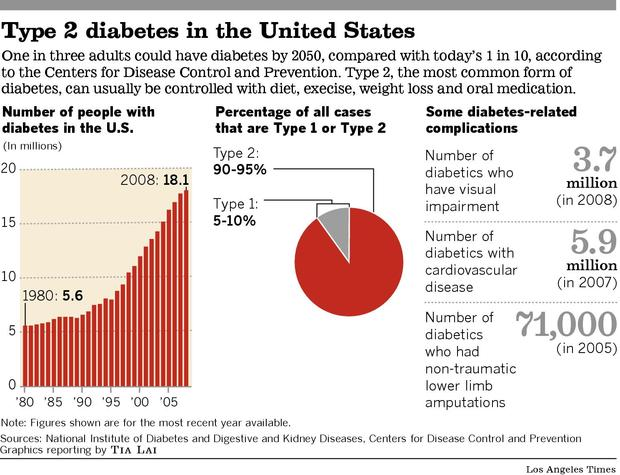 Type 2 diabetes in the United States
One in three adults could have diabetes by 2050, compared with today's 1 in 10, according
to the Centers for Disease Control and Prevention. Type 2, the most common form of
diabetes, can usually be controlled with diet, execise, weight loss and oral medication.
Number of people with
diabetes in the U.S.
(In millions)
20
15
10
5
0
2008: 18.1
1980: 5.6
'80 '85 '90 '95 '00 '05
Percentage of all cases
that are Type 1 or Type 2
Type 2:
90-95%
Type 1:
5-10%
Some diabetes-related
complications
Number of
diabetics who
have visual
impairment
3.7
million
(in 2008)
Number of
diabetics with
cardiovascular
disease
5.9
million
(in 2007)
Number of
diabetics
who had
non-traumatic
lower limb
amputations
71,000
(in 2005)
Note: Figures shown are for the most recent year available.
Sources: National Institute of Diabetes and Digestive and Kidney Diseases, Centers for Disease Control and Prevention
Graphics reporting by TIA LAI
Los Angeles Times